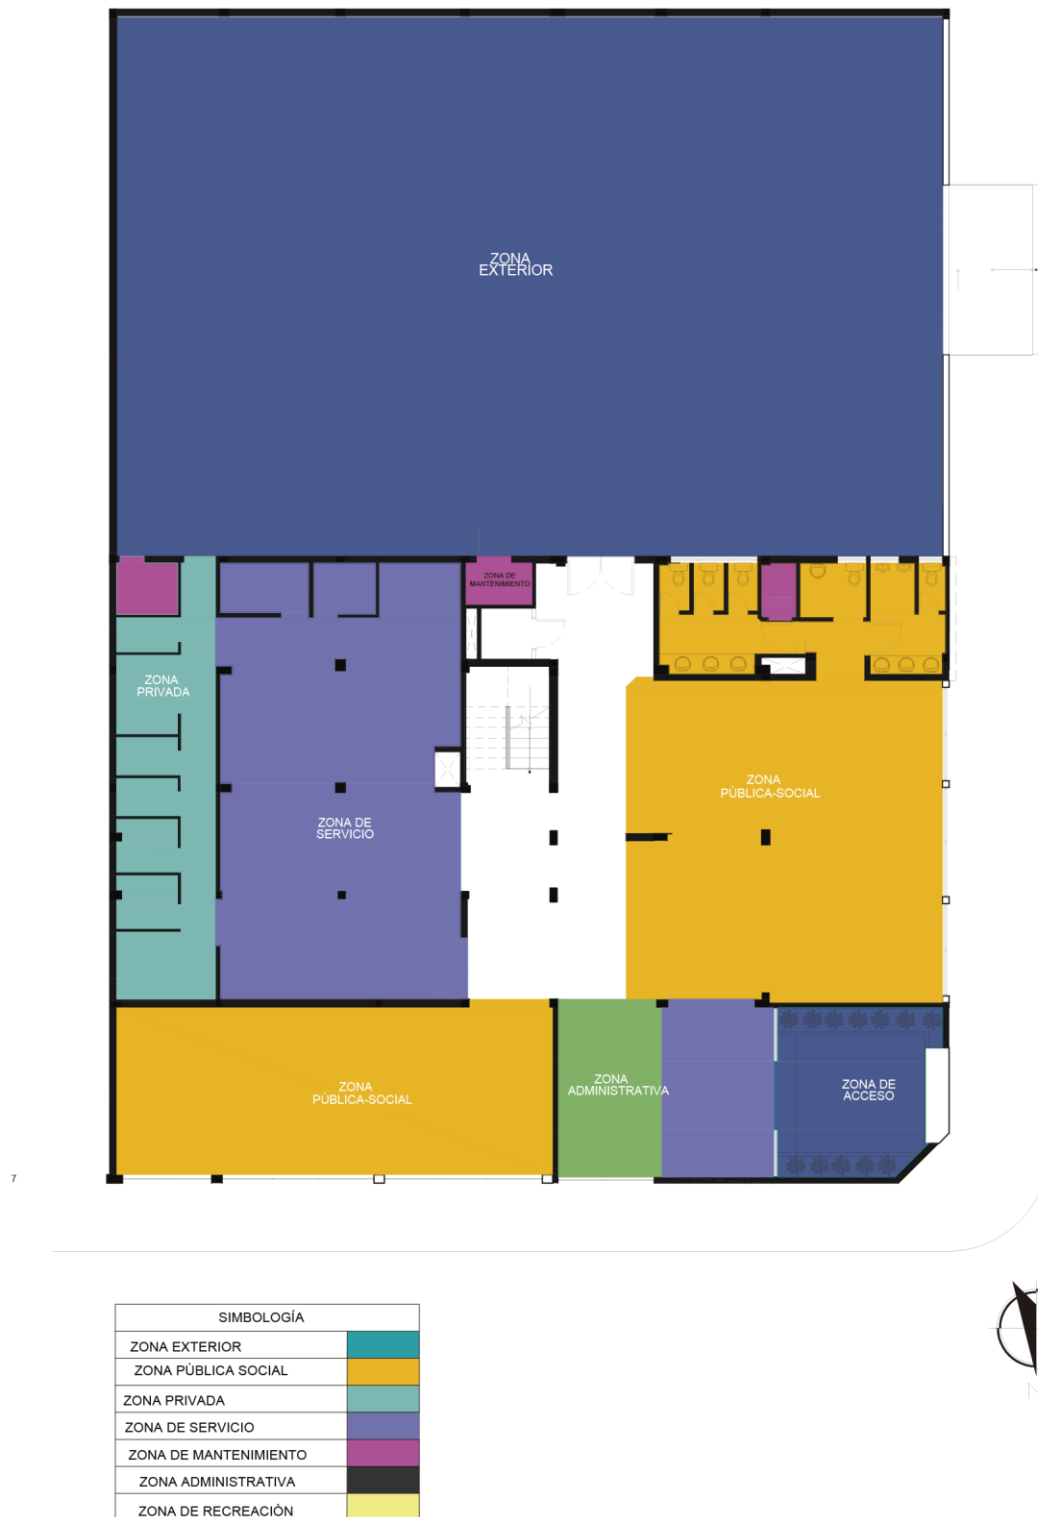 ZONA
EXTERIOR
ZONA DE
MANTENIMIENTO
ZONA
PRIVADA
ZONA
PÙBLICA-SOCIAL
ZONA DE
SERVICIO
ZONA
PÙBLICA-SOCIAL
ZONA
ADMINISTRATIVA
ZONA DE
ACCESO
7
SIMBOLOGÍA
ZONA EXTERIOR
ZONA PÙBLICA SOCIAL
ZONA PRIVADA
ZONA DE SERVICIO
ZONA DE MANTENIMIENTO
ZONA ADMINISTRATIVA
ZONA DE RECREACIÒN